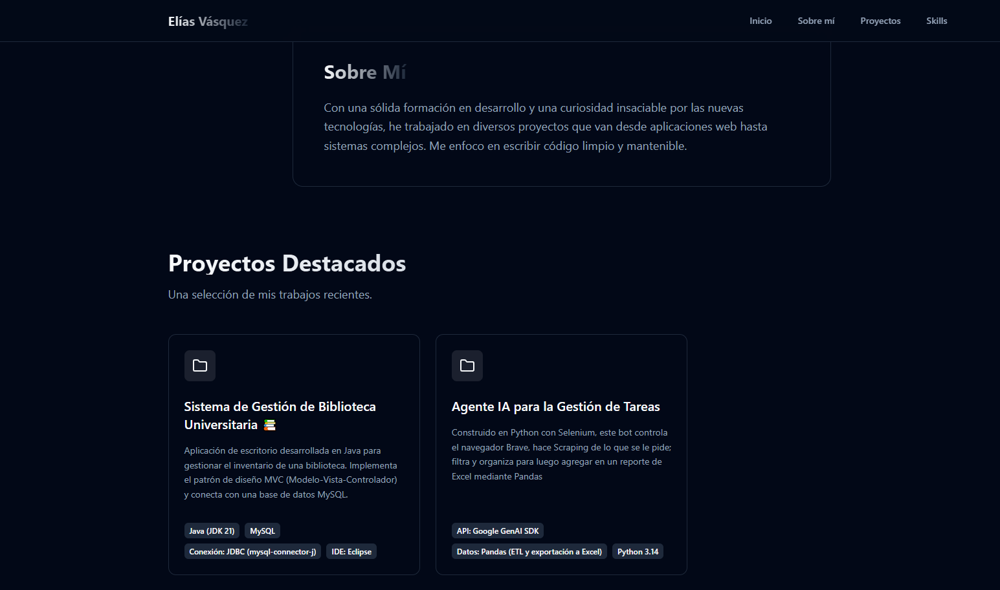 Elías Vásquez
Inicio
Sobre mí
Proyectos
Skills
Sobre Mí
Con una sólida formación en desarrollo y una curiosidad insaciable por las nuevas
tecnologías, he trabajado en diversos proyectos que van desde aplicaciones web hasta
sistemas complejos. Me enfoco en escribir código limpio y mantenible.
Proyectos Destacados
Una selección de mis trabajos recientes.
Sistema de Gestión de Biblioteca
Universitaria 📚
Aplicación de escritorio desarrollada en Java para
gestionar el inventario de una biblioteca. Implementa
el patrón de diseño MVC (Modelo-Vista-Controlador)
y conecta con una base de datos MySQL.
Java (JDK 21)
MySQL
Conexión: JDBC (mysql-connector-j)
IDE: Eclipse
Agente IA para la Gestión de Tareas
Construido en Python con Selenium, este bot controla
el navegador Brave, hace Scraping de lo que se le pide;
filtra y organiza para luego agregar en un reporte de
Excel mediante Pandas
API: Google GenAI SDK
Datos: Pandas (ETL y exportación a Excel)
Python 3.14